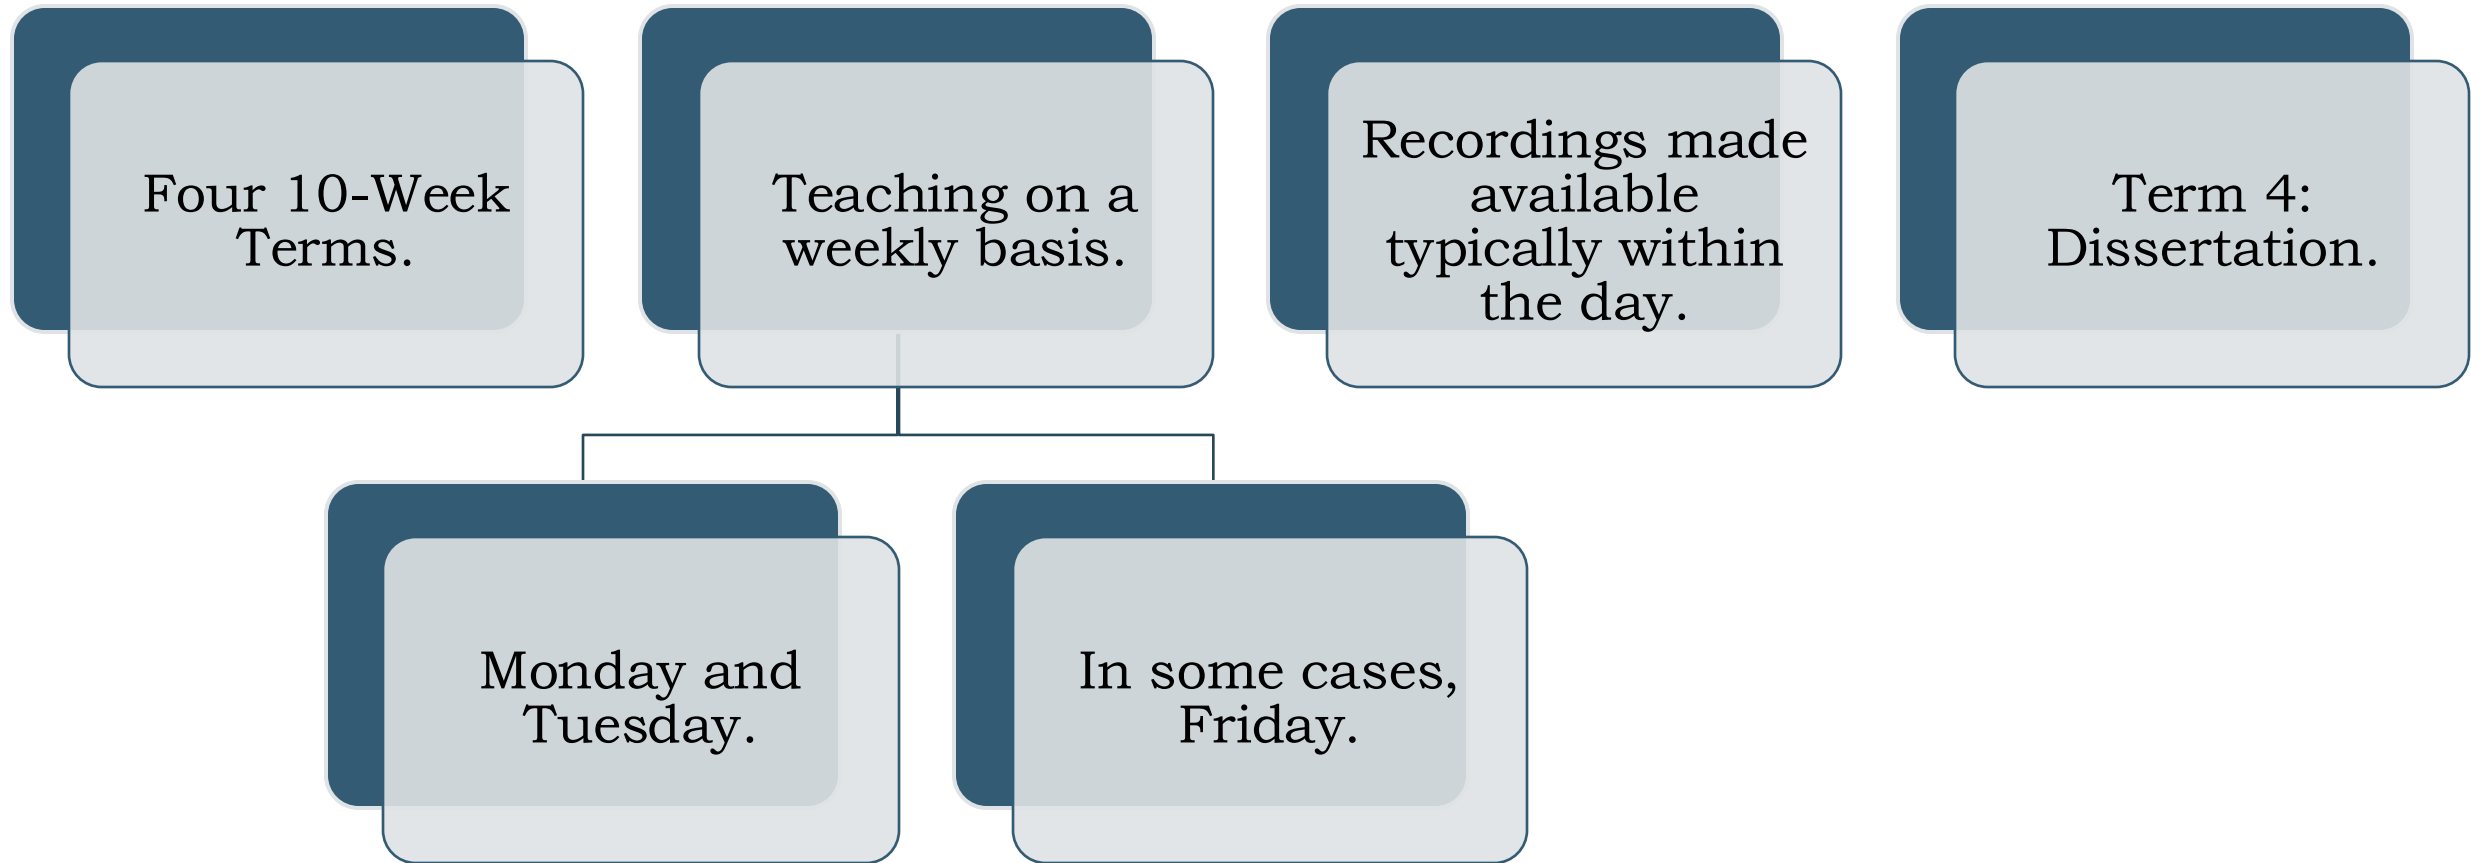 Four 10-Week
Terms.
Teaching on a
weekly basis.
Recordings made
available
typically within
the day.
Term 4:
Dissertation.
Monday and
Tuesday.
In some cases,
Friday.